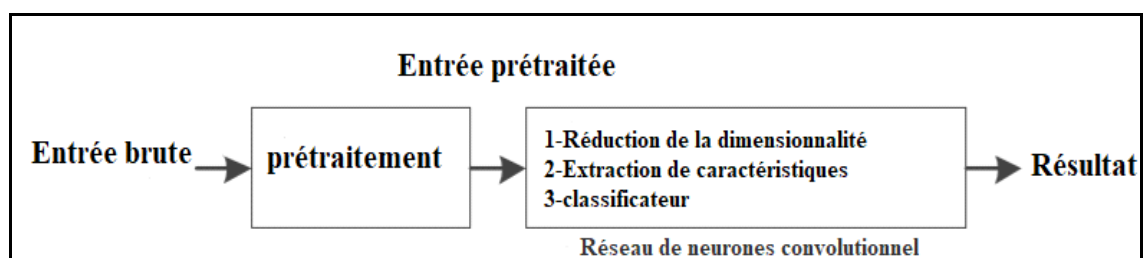 Entrée prétraitée
Entrée brute
prétraitement
1-Réduction de la dimensionnalité
2-Extraction de caractéristiques
3-classificateur
Résultat
Réseau de neurones convolutionnel